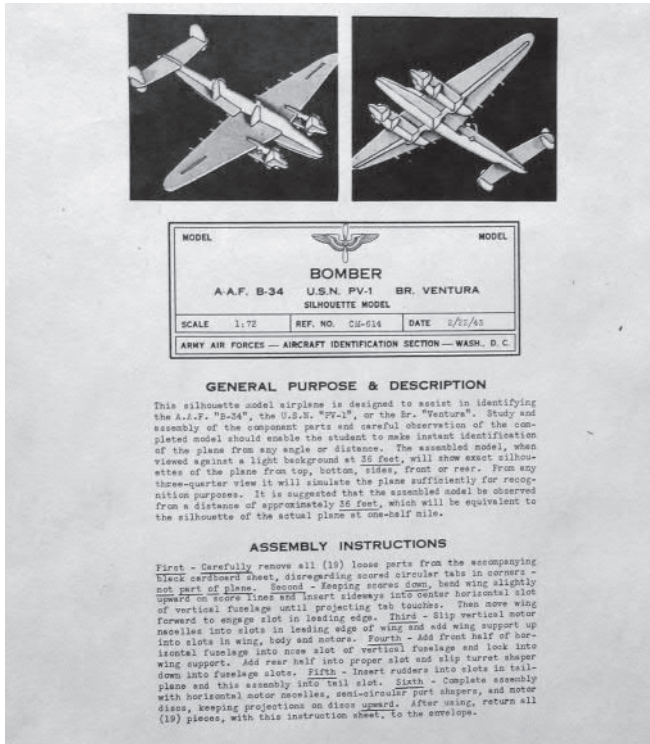 MODEL MODEL
BOMBER
A.A.F. B-34 U.S.N. PV-1 BR. VENTURA
SILHOUETTE MODEL
SCALE 1:72 REF. NO. CM-614 DATE 2/22/43
ARMY AIR FORCES — AIRCRAFT IDENTIFICATION SECTION — WASH., D. C.
GENERAL PURPOSE & DESCRIPTION
This silhouette model airplane is designed to assist in identifying
the A.A.F. "B-34", the U.S.N. "PV-1", or the Br. "Ventura". Study and
assembly of the component parts and careful observation of the com-
pleted model should enable the student to make instant identification
of the plane from any angle or distance. The assembled model, when
viewed against a light background at 36 feet, will show exact silhou-
ettes of the plane from top, bottom, sides, front or rear. From any
three-quarter view it will simulate the plane sufficiently for recog-
nition purposes. It is suggested that the assembled model be observed
from a distance of approximately 36 feet, which will be equivalent to
the silhouette of the actual plane at one-half mile.
ASSEMBLY INSTRUCTIONS
First - Carefully remove all (19) loose parts from the accompanying
black cardboard sheet, disregarding scored circular tabs in corners -
not part of plane. Second - Keeping scores down, bend wing slightly
upward on score lines and insert sideways into center horizontal slot
of vertical fuselage until projecting tab touches. Then move wing
forward to engage slot in leading edge. Third - Slip vertical motor
nacelles into slots in leading edge of wing and add wing support up
into slots in wing, body and motors. Fourth - Add front half of hor-
izontal fuselage into nose slot of vertical fuselage and lock into
wing support. Add rear half into proper slot and slip turret shaper
down into fuselage slots. Fifth - Insert rudders into slots in tail-
plane and this assembly into tail slot. Sixth - Complete assembly
with horizontal motor nacelles, semi-circular port shapers, and motor
discs, keeping projections on discs upward. After using, return all
(19) pieces, with this instruction sheet, to the envelope.